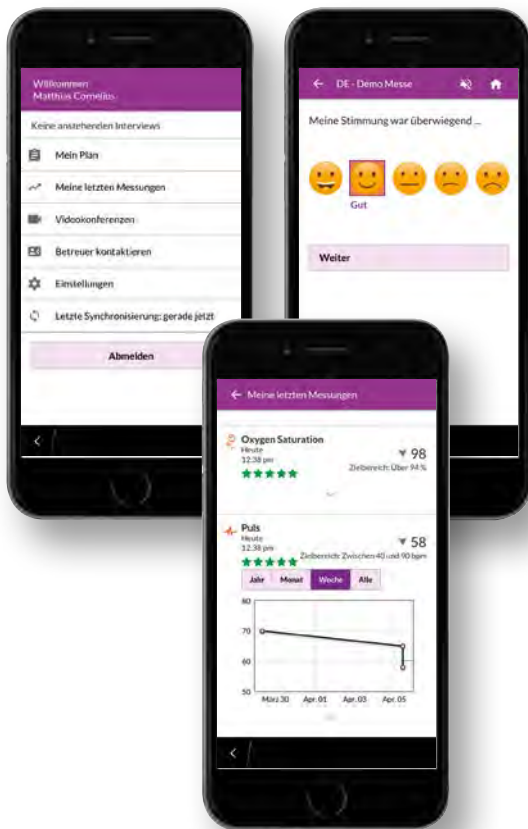 Willkommen
Matthias Cornelius
Keine anstehenden Interviews
Mein Plan
Meine letzten Messungen
Videokonferenzen
Betreuer kontaktieren
Einstellungen
Letzte Synchronisierung: gerade jetzt
Abmelden
DE - Demo Messe
Meine Stimmung war überwiegend ...
Gut
Weiter
Meine letzten Messungen
Oxygen Saturation
Heute
12:38 pm
98
Zielbereich: Über 94 %
Puls
Heute
12:38 pm
58
Zielbereich: Zwischen 40 und 90 bpm
Jahr Monat Woche Alle
80
70
60
50
März 30 Apr. 01 Apr. 03 Apr. 05